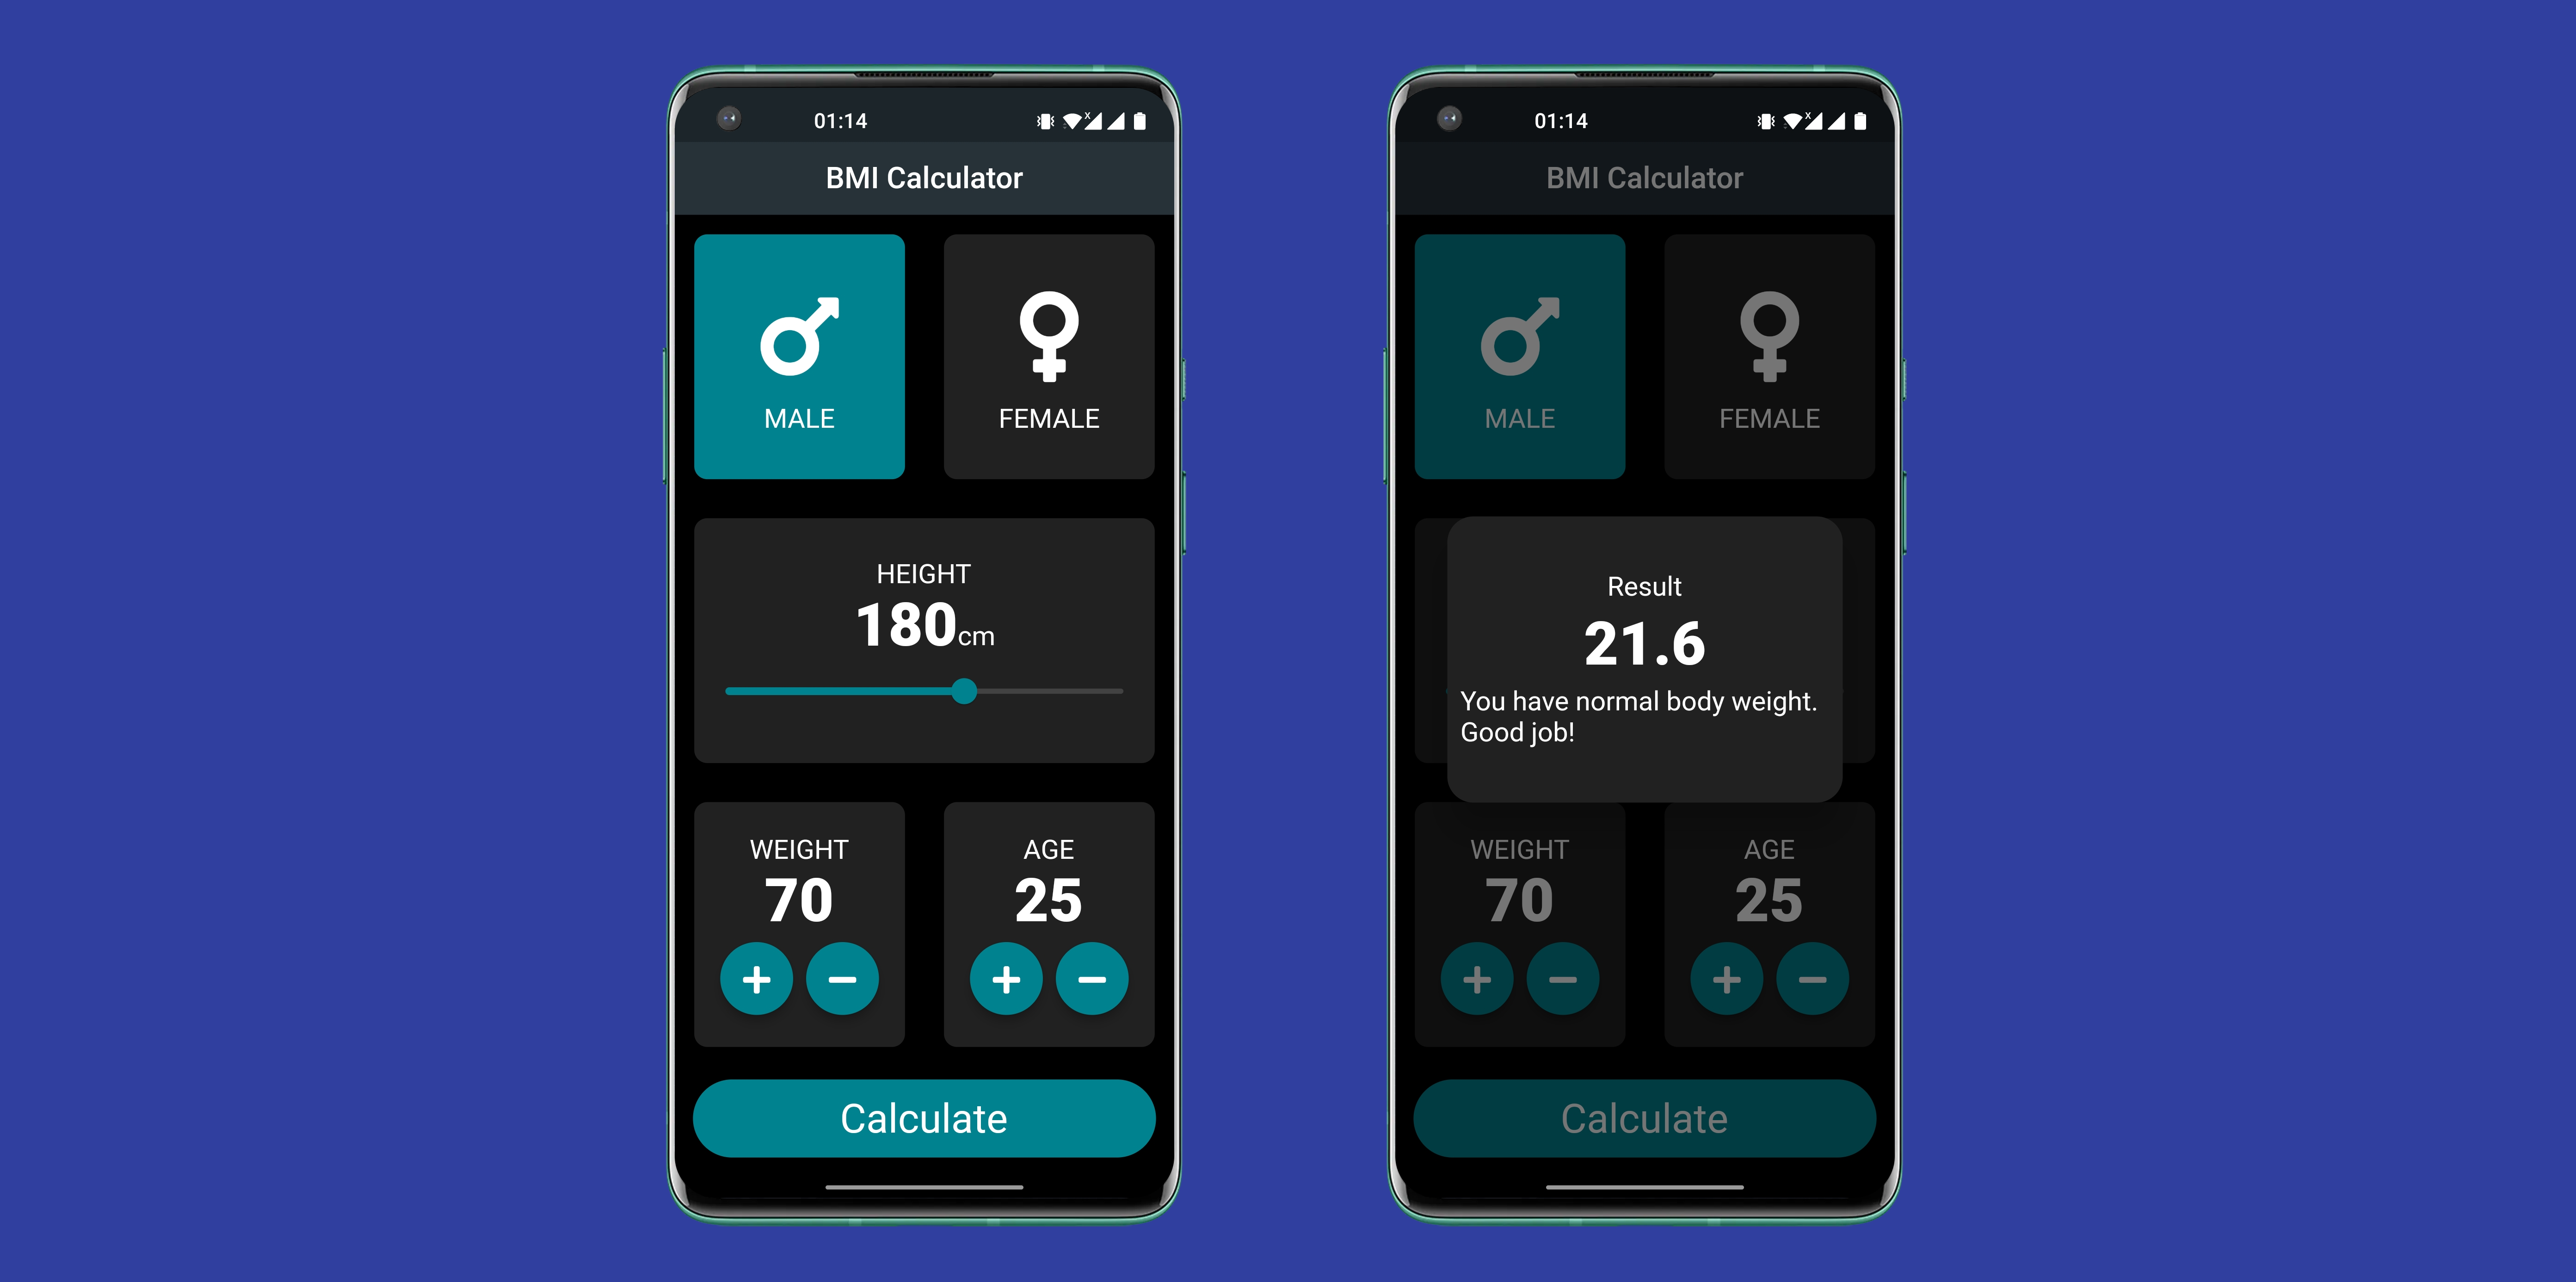 01:14
BMI Calculator
MALE
FEMALE
HEIGHT
180cm
WEIGHT
70
AGE
25
Calculate
01:14
BMI Calculator
MALE
FEMALE
Result
21.6
You have normal body weight.
Good job!
WEIGHT
70
AGE
25
Calculate